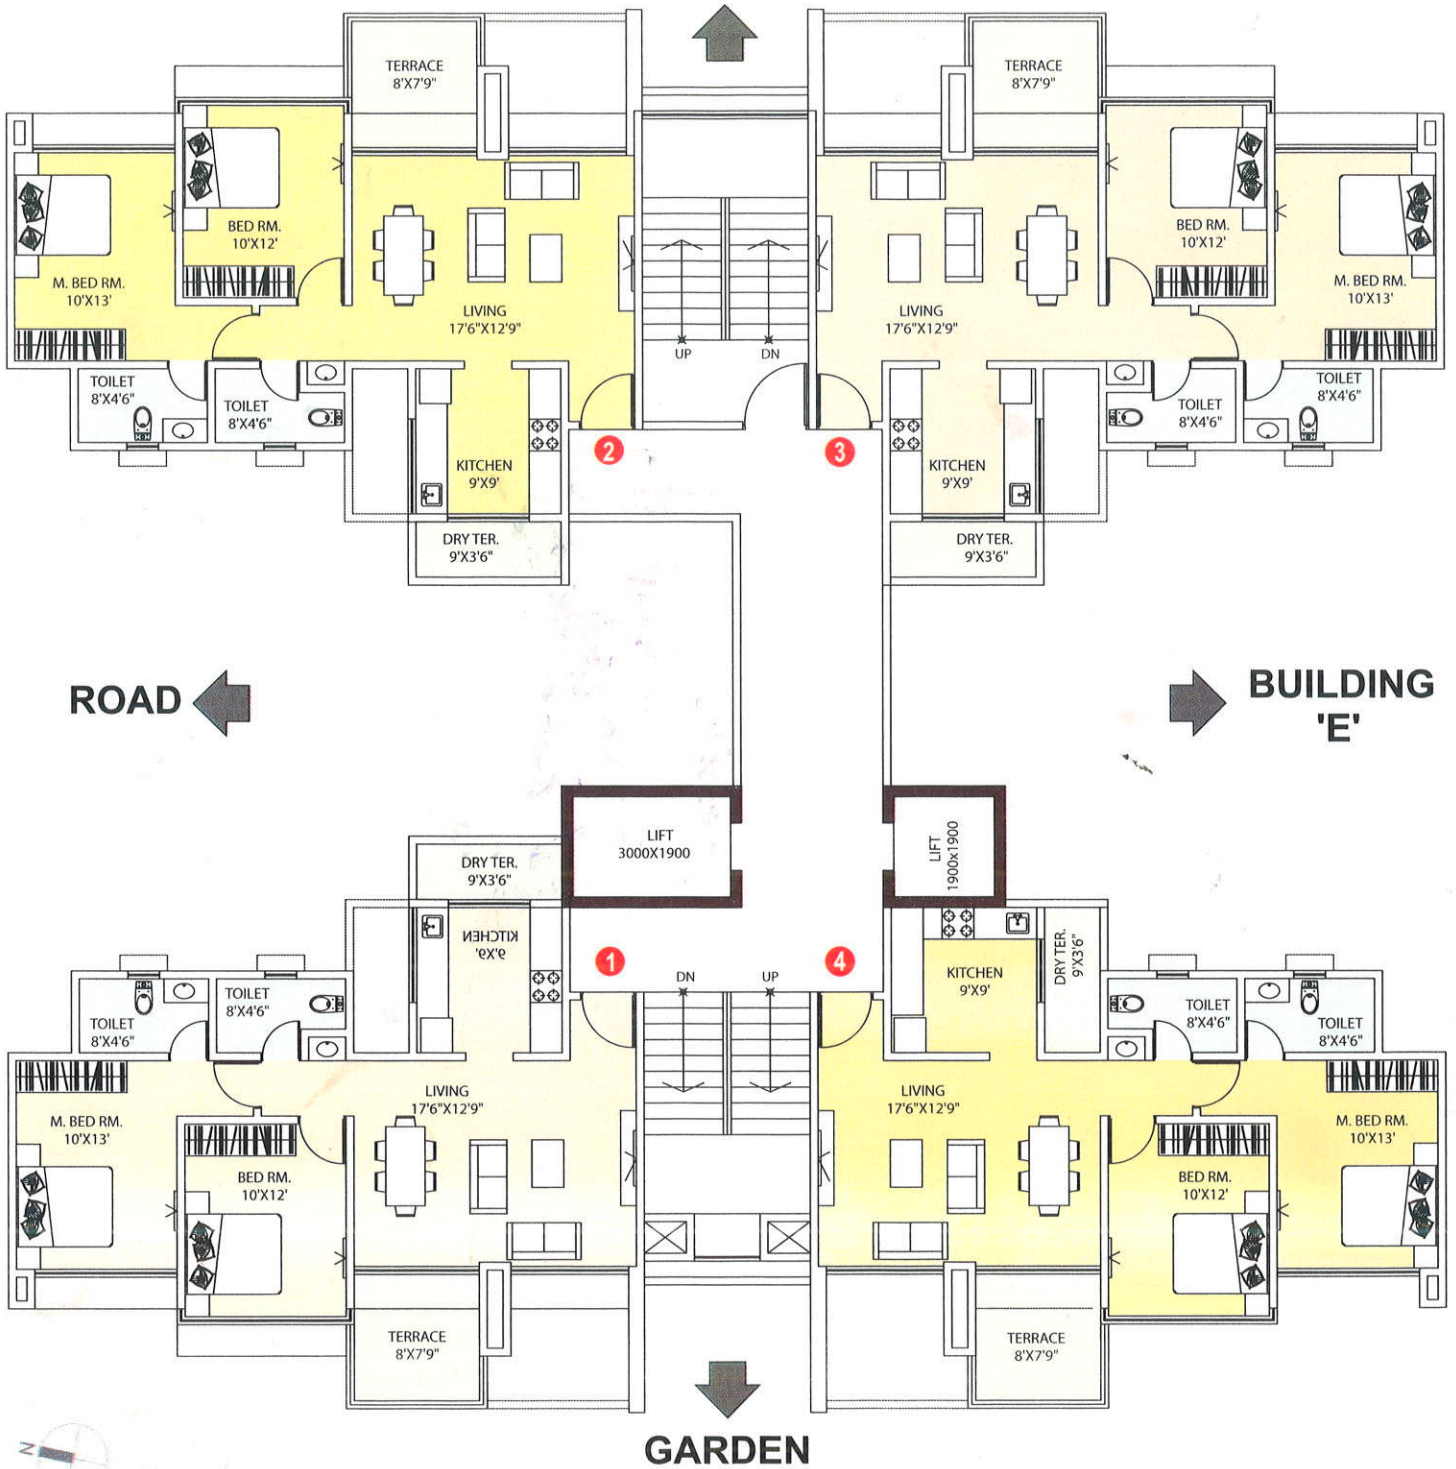 TERRACE
8'X7'9"
TERRACE
8'X7'9"
BED RM.
10'X12'
M. BED RM.
10'X13'
LIVING
17'6"X12'9"
UP
DN
LIVING
17'6"X12'9"
BED RM.
10'X12'
M. BED RM.
10'X13'
TOILET
8'X4'6"
TOILET
8'X4'6"
KITCHEN
9'X9'
2
3
KITCHEN
9'X9'
TOILET
8'X4'6"
TOILET
8'X4'6"
DRY TER.
9'X3'6"
DRY TER.
9'X3'6"
ROAD
BUILDING
'E'
LIFT
3000X1900
LIFT
1900x1900
DRY TER.
9'X3'6"
KITCHEN
9'X9'
1
4
DN
UP
KITCHEN
9'X9'
DRY TER.
9'X3'6"
TOILET
8'X4'6"
TOILET
8'X4'6"
TOILET
8'X4'6"
TOILET
8'X4'6"
M. BED RM.
10'X13'
BED RM.
10'X12'
LIVING
17'6"X12'9"
LIVING
17'6"X12'9"
BED RM.
10'X12'
M. BED RM.
10'X13'
TERRACE
8'X7'9"
TERRACE
8'X7'9"
GARDEN
N